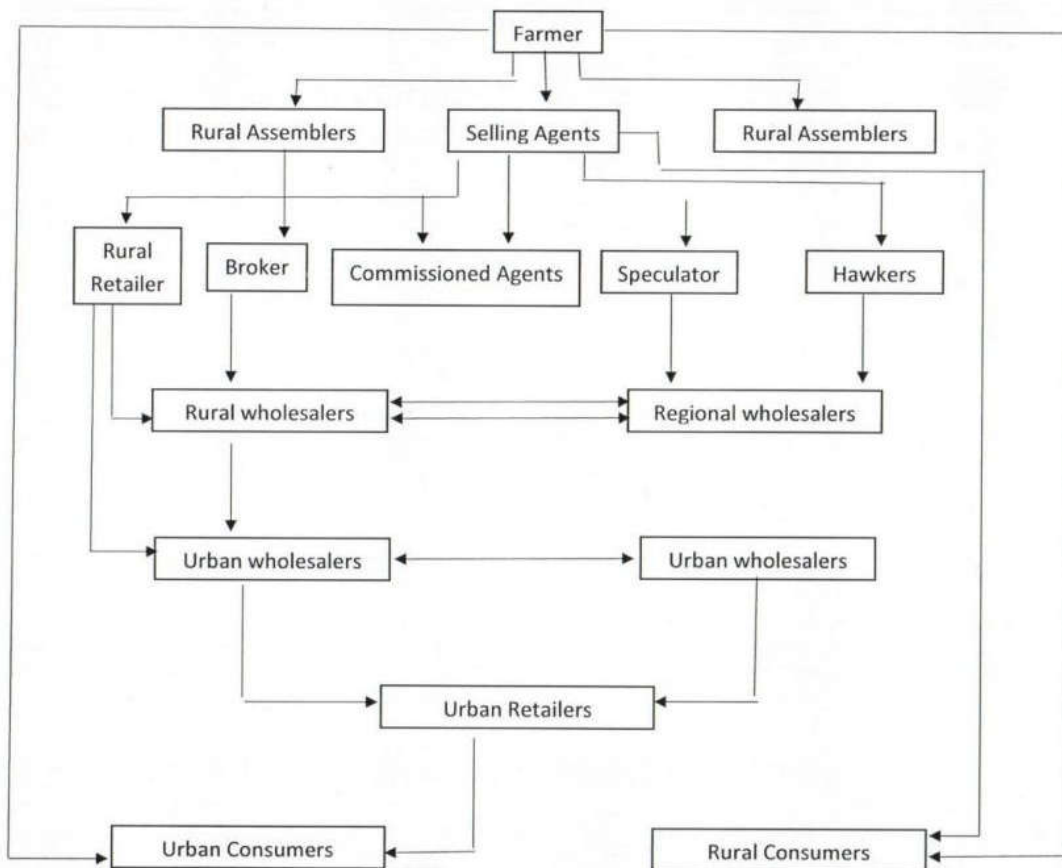 Farmer
Rural Assemblers
Selling Agents
Rural Assemblers
Rural
Retailer
Broker
Commissioned Agents
Speculator
Hawkers
Rural wholesalers
Regional wholesalers
Urban wholesalers
Urban wholesalers
Urban Retailers
Urban Consumers
Rural Consumers